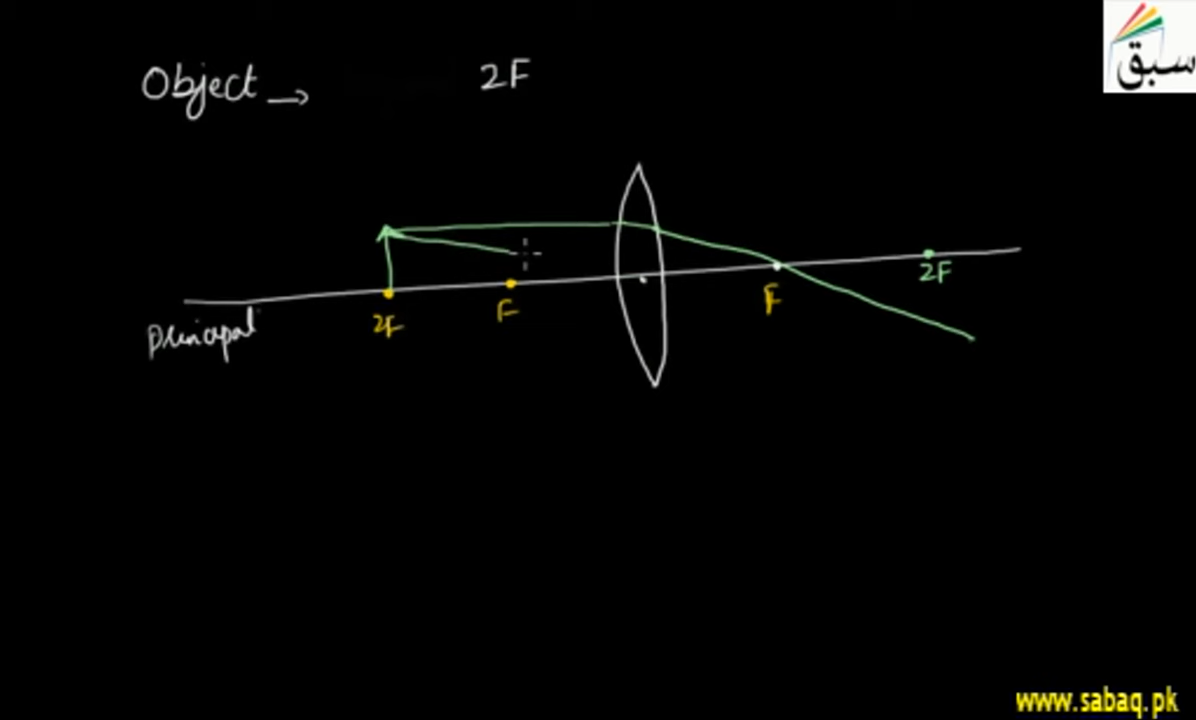 Object → 2F
سبق
2F
F
F
2F
Principal
www.sabaq.pk